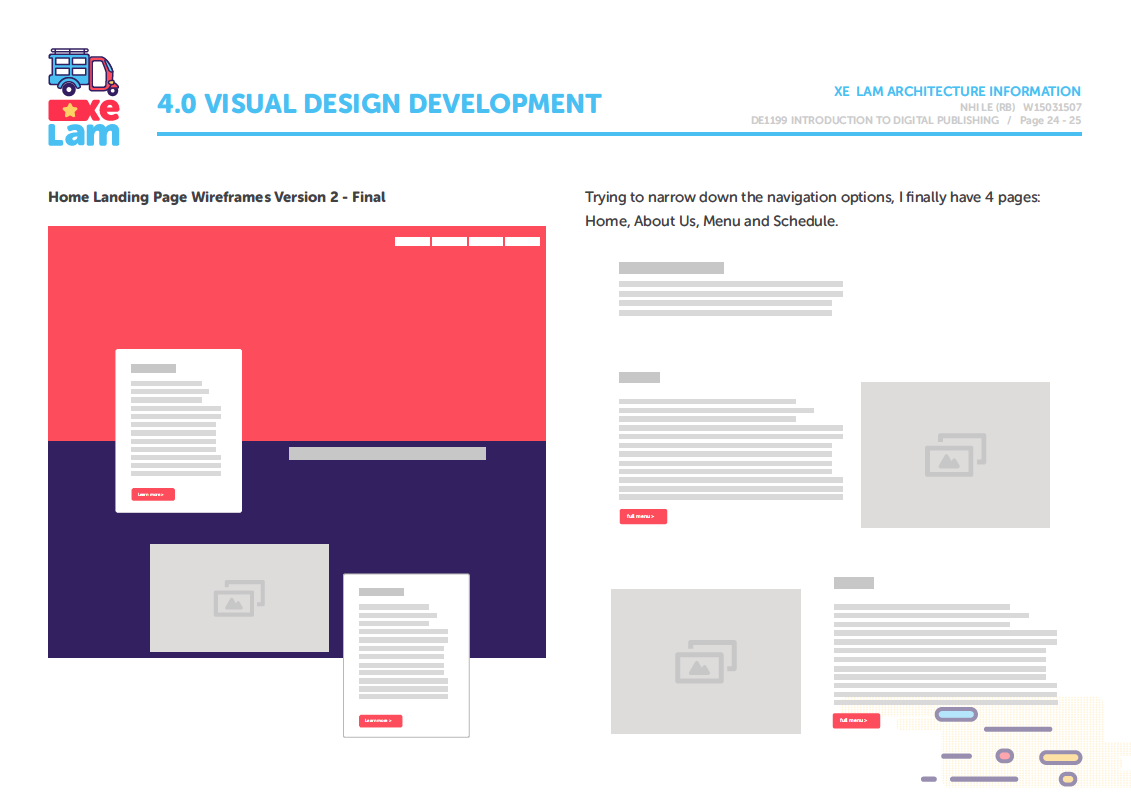 xe
Lam
4.0 VISUAL DESIGN DEVELOPMENT
XE LAM ARCHITECTURE INFORMATION
NHI LE (RB) W15031507
DE1199 INTRODUCTION TO DIGITAL PUBLISHING / Page 24 - 25
Home Landing Page Wireframes Version 2 - Final
Learn more >
Learn more >
Trying to narrow down the navigation options, I finally have 4 pages:
Home, About Us, Menu and Schedule.
full menu >
full menu >